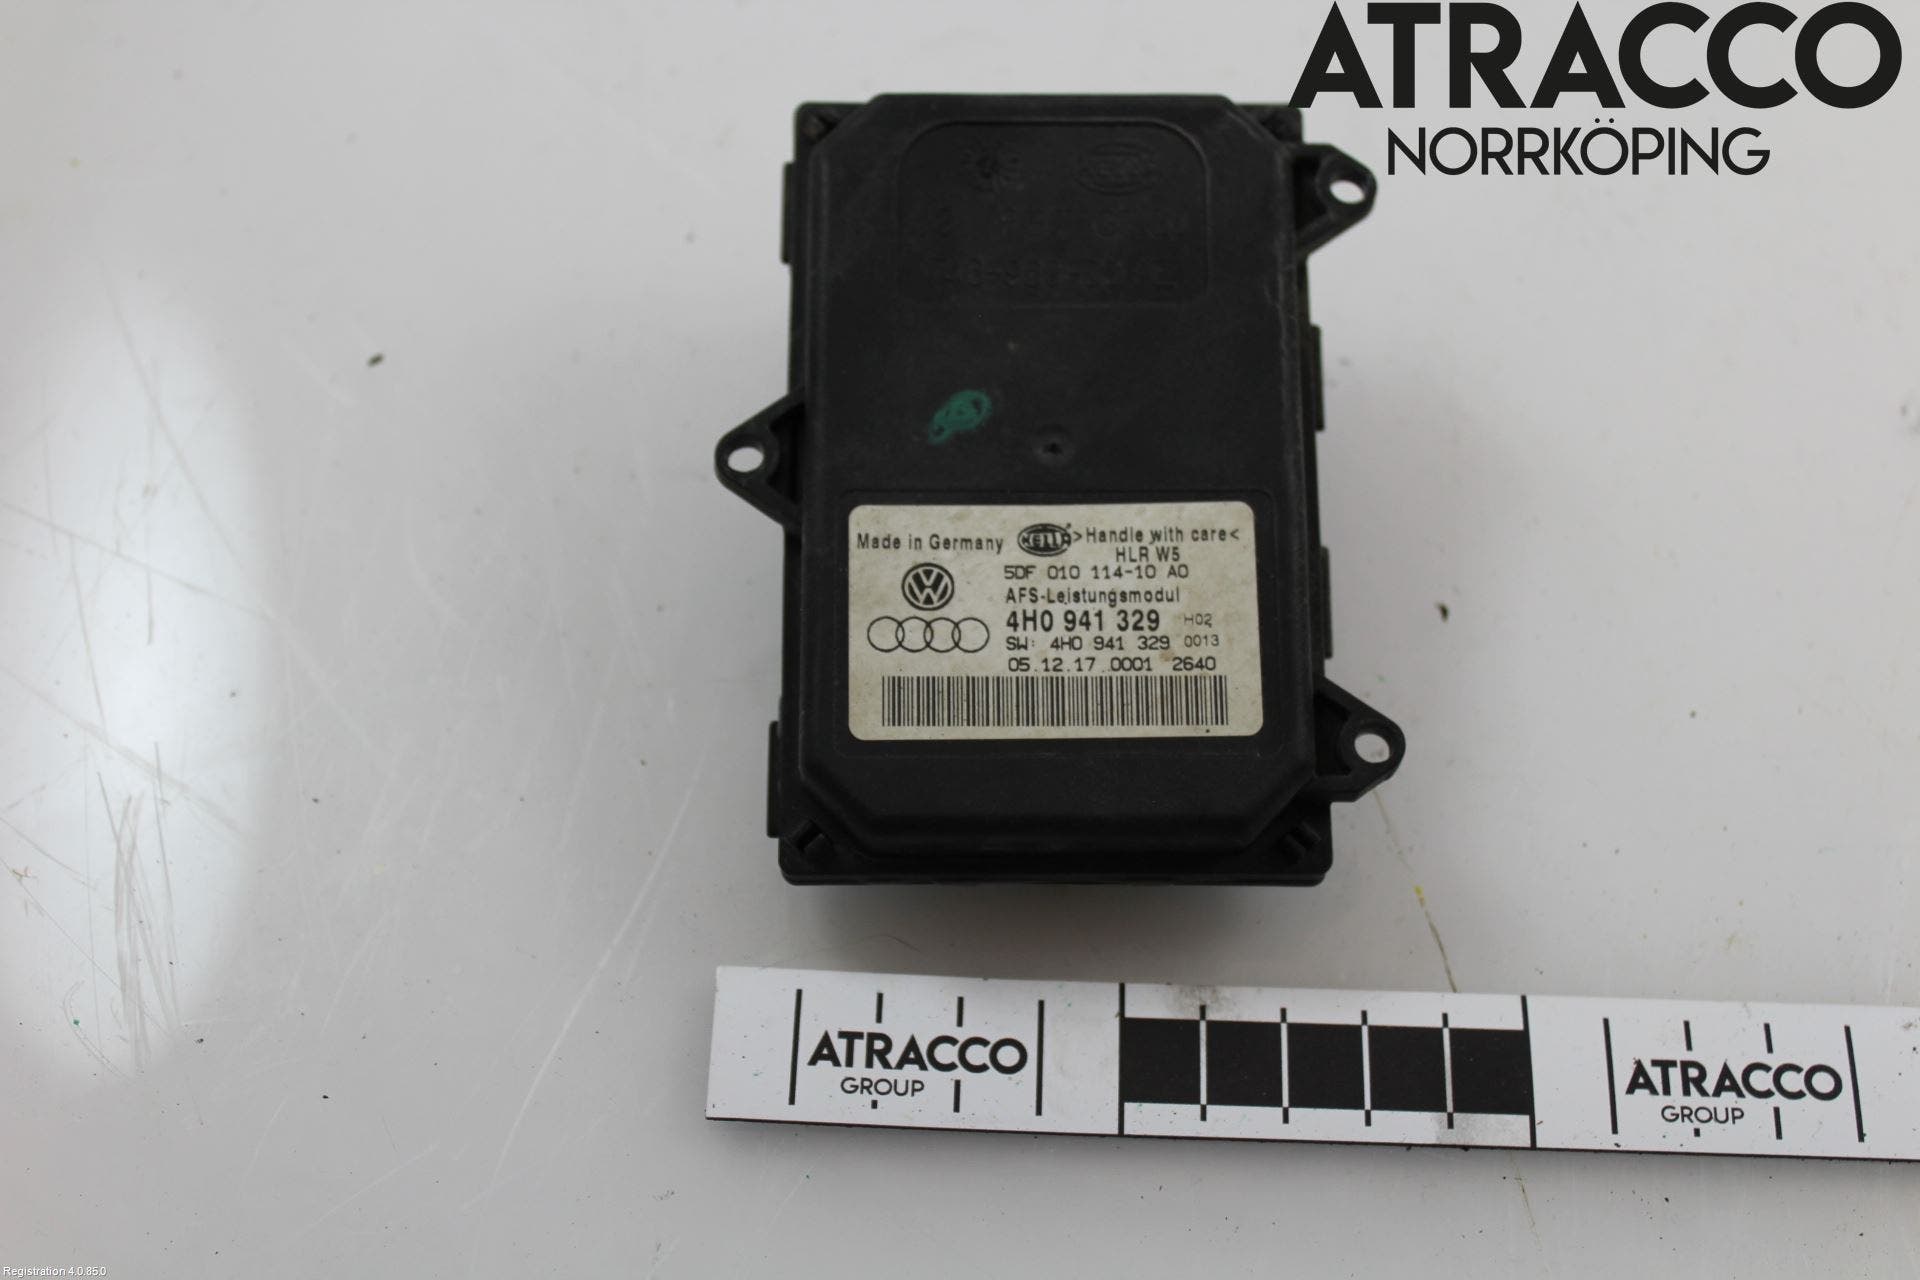 ATRACCO
NORRKÖPING
Made in Germany HELLA >Handle with care<
HLR W5
5DF 010 114-10 A0
AFS-Leistungsmodul
4H0 941 329 H02
SW: 4H0 941 329 0013
05.12.17 0001 2640
ATRACCO
GROUP
ATRACCO
GROUP
Registration 4.0.85.0